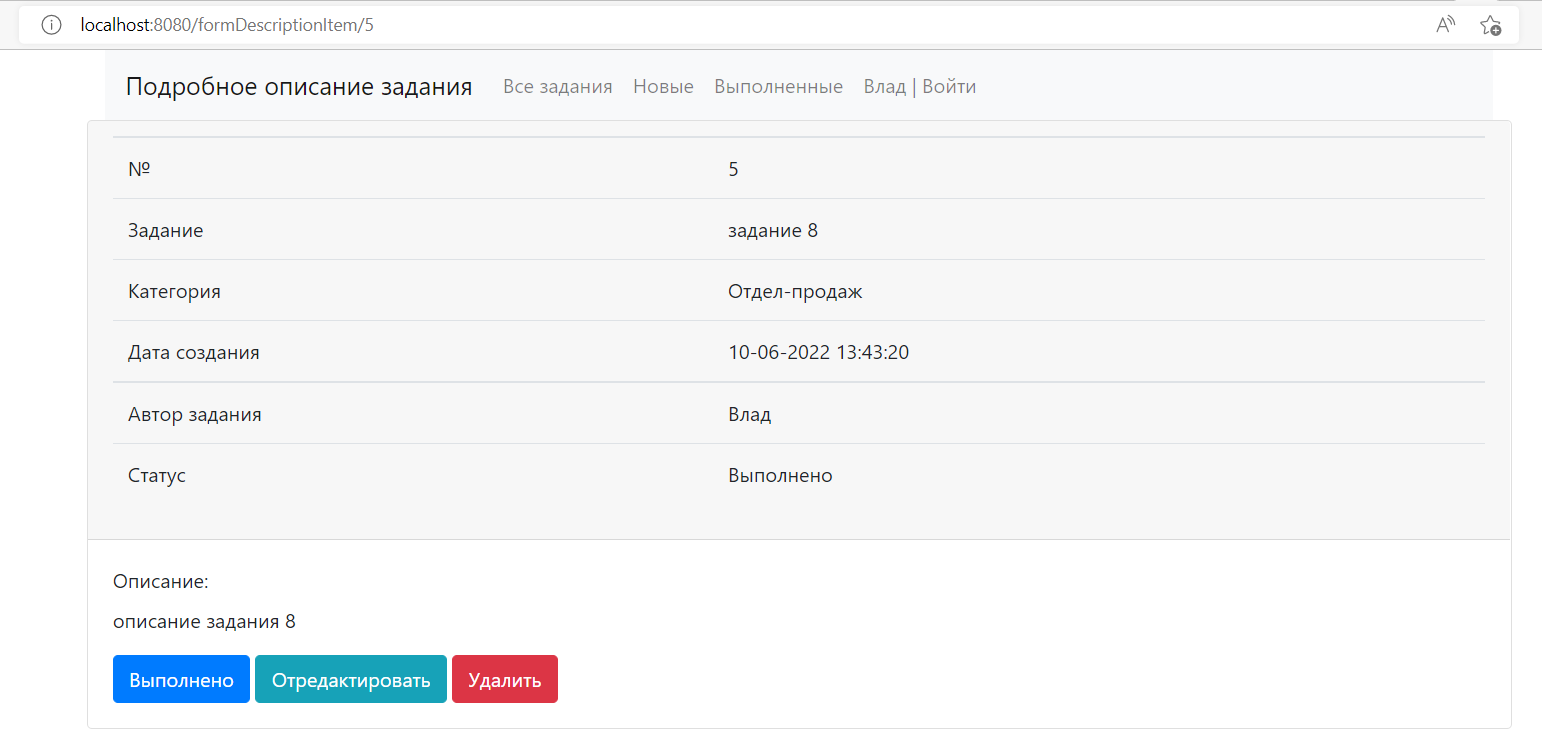 localhost:8080/formDescriptionItem/5
Подробное описание задания Все задания Новые Выполненные Влад | Войти
№ 5
Задание задание 8
Категория Отдел-продаж
Дата создания 10-06-2022 13:43:20
Автор задания Влад
Статус Выполнено
Описание:
описание задания 8
Выполнено Отредактировать Удалить